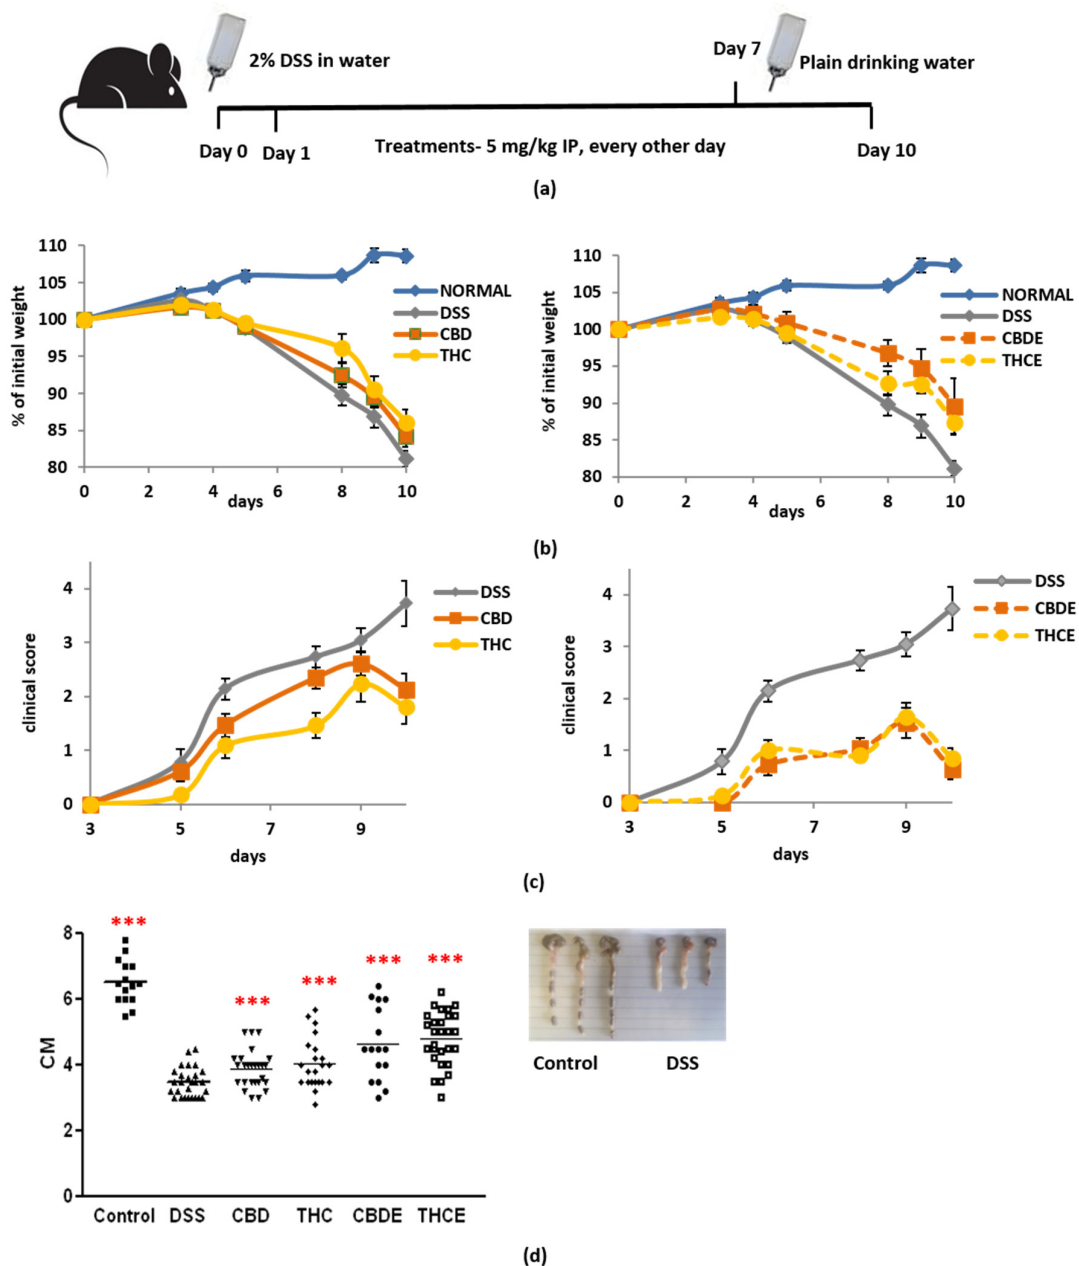 2% DSS in water
Day 7
Plain drinking water
Day 0
Day 1
Treatments- 5 mg/kg IP, every other day
Day 10
(a)
% of initial weight
110
105
100
95
90
85
80
0
2
4
6
8
10
days
NORMAL
DSS
CBD
THC
% of initial weight
110
105
100
95
90
85
80
0
2
4
6
8
10
days
NORMAL
DSS
CBDE
THCE
(b)
clinical score
4
3
2
1
0
3
5
7
9
days
DSS
CBD
THC
clinical score
4
3
2
1
0
3
5
7
9
days
DSS
CBDE
THCE
(c)
CM
8
6
4
2
0
***
***
***
***
***
Control
DSS
CBD
THC
CBDE
THCE
Control
DSS
(d)